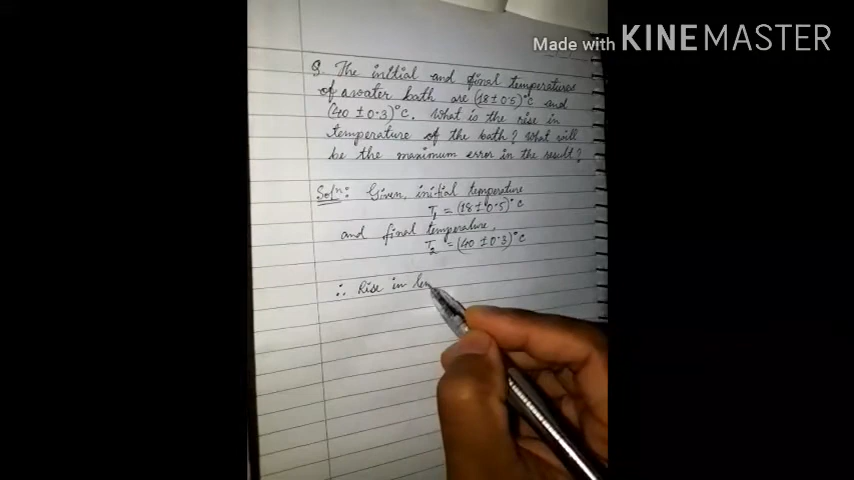 Made with KINEMASTER
Q. The initial and final temperatures
of a water bath are (18 ± 0.5)°C and
(40 ± 0.3)°C. What is the rise in
temperature of the bath? What will
be the maximum error in the result?
Solⁿ: Given, initial temperature
T₁ = (18 ± 0.5)°C
and final temperature,
T₂ = (40 ± 0.3)°C
∴ Rise in tem